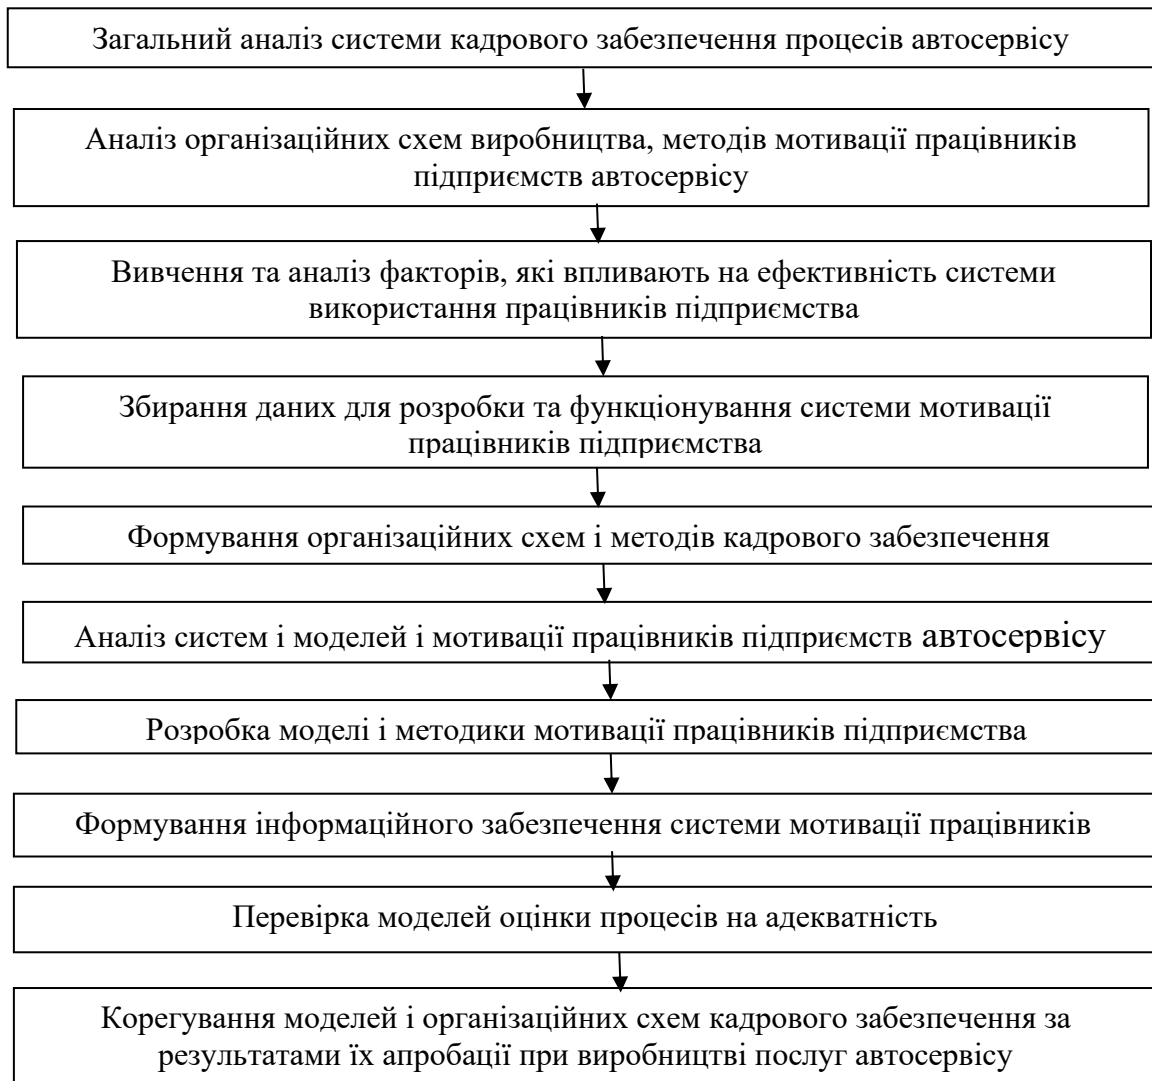 Загальний аналіз системи кадрового забезпечення процесів автосервісу
Аналіз організаційних схем виробництва, методів мотивації працівників
підприємств автосервісу
Вивчення та аналіз факторів, які впливають на ефективність системи
використання працівників підприємства
Збирання даних для розробки та функціонування системи мотивації
працівників підприємства
Формування організаційних схем і методів кадрового забезпечення
Аналіз систем і моделей і мотивації працівників підприємств автосервісу
Розробка моделі і методики мотивації працівників підприємства
Формування інформаційного забезпечення системи мотивації працівників
Перевірка моделей оцінки процесів на адекватність
Корегування моделей і організаційних схем кадрового забезпечення за
результатами їх апробації при виробництві послуг автосервісу